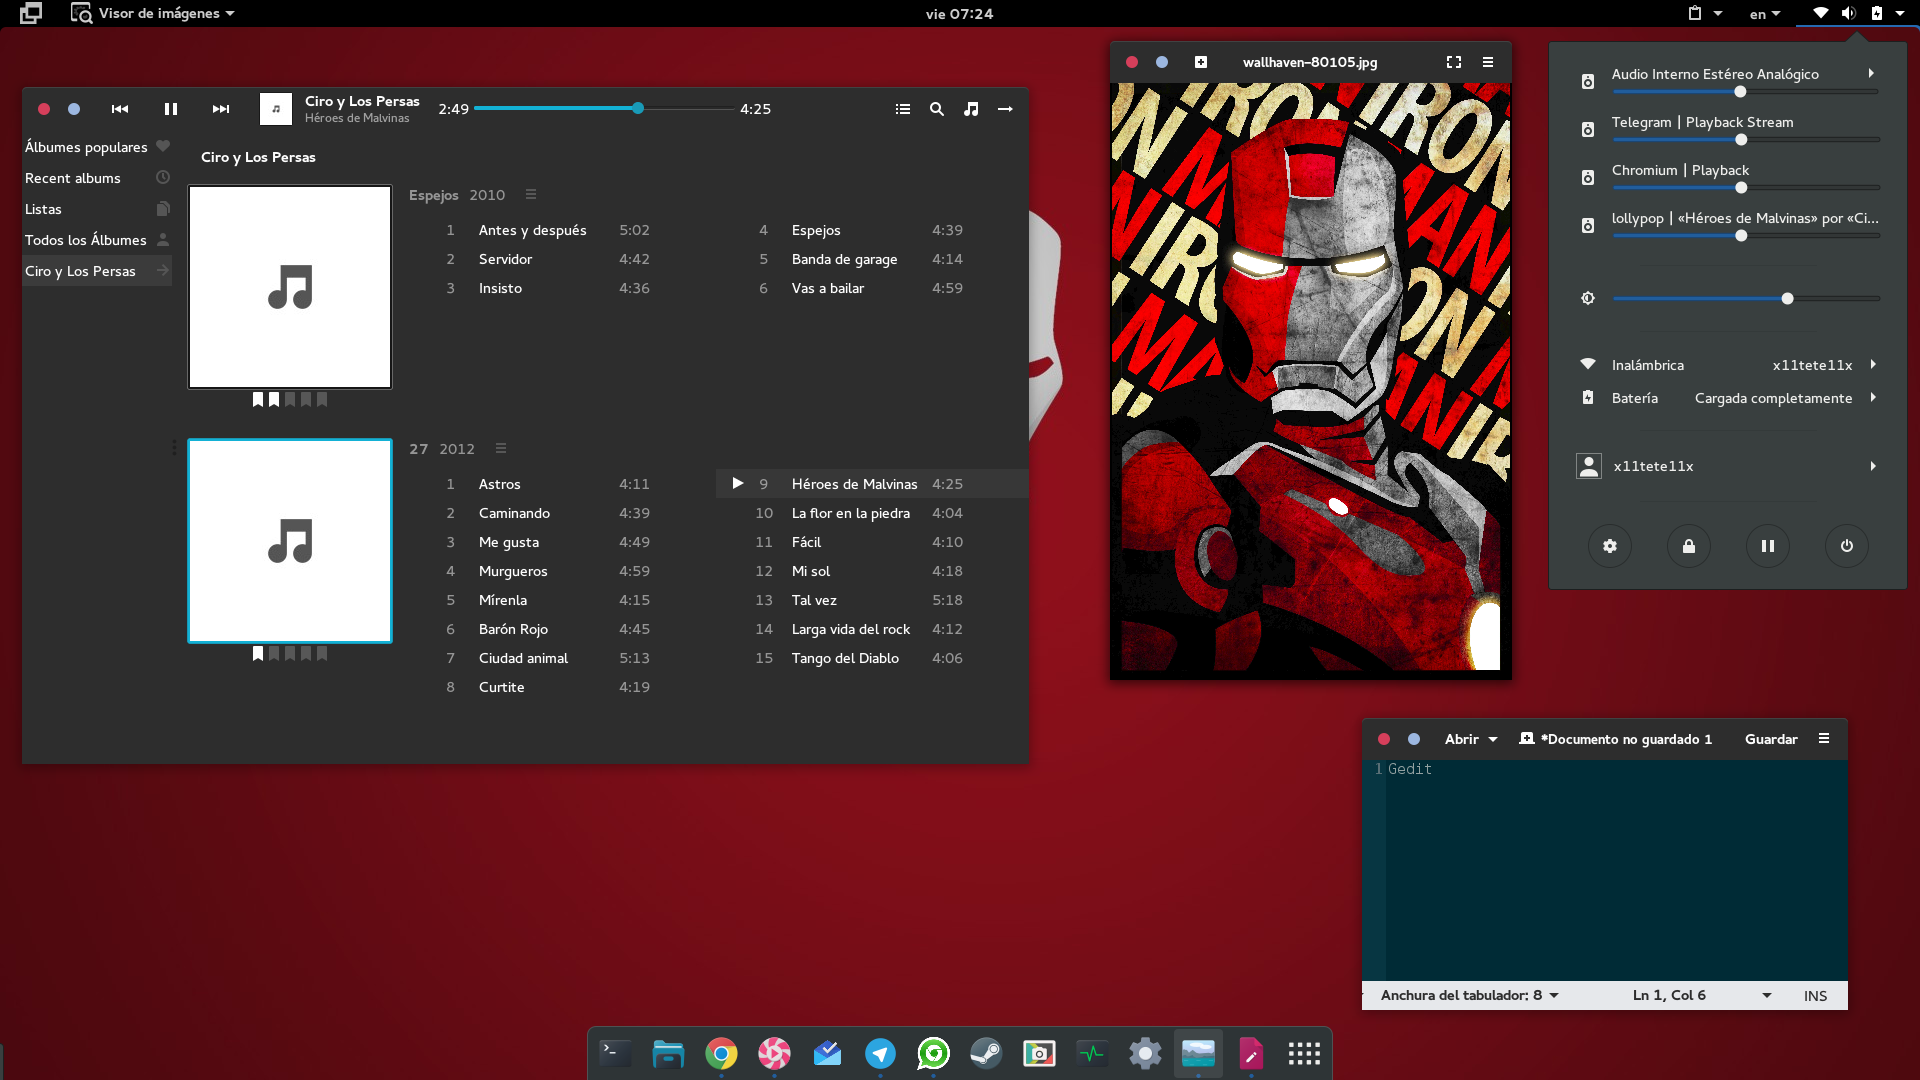 Visor de imágenes
vie 07:24
en
Ciro y Los Persas
Héroes de Malvinas
2:49
4:25
Álbumes populares
Recent albums
Listas
Todos los Álbumes
Ciro y Los Persas
Ciro y Los Persas
Espejos 2010
1 Antes y después 5:02
2 Servidor 4:42
3 Insisto 4:36
4 Espejos 4:39
5 Banda de garage 4:14
6 Vas a bailar 4:59
27 2012
1 Astros 4:11
2 Caminando 4:39
3 Me gusta 4:49
4 Murgueros 4:59
5 Mírenla 4:15
6 Barón Rojo 4:45
7 Ciudad animal 5:13
8 Curtite 4:19
9 Héroes de Malvinas 4:25
10 La flor en la piedra 4:04
11 Fácil 4:10
12 Mi sol 4:18
13 Tal vez 5:18
14 Larga vida del rock 4:12
15 Tango del Diablo 4:06
wallhaven-80105.jpg
IRON MAN
IRON
MAN
IRON
MAN
Audio Interno Estéreo Analógico
Telegram | Playback Stream
Chromium | Playback
lollypop | «Héroes de Malvinas» por «Ci...
Inalámbrica x11tete11x
Batería Cargada completamente
x11tete11x
Abrir
*Documento no guardado 1
Guardar
1 Gedit
Anchura del tabulador: 8
Ln 1, Col 6
INS